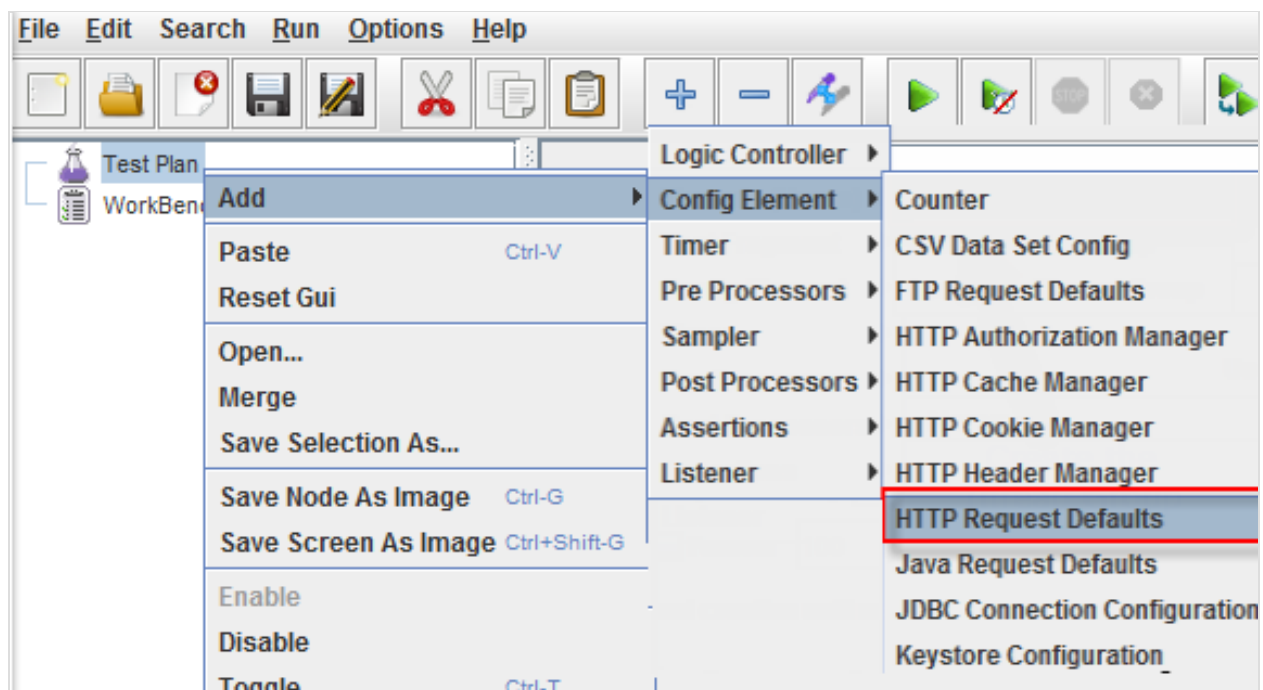 File Edit Search Run Options Help
STOP
Test Plan
WorkBen
Add
Paste Ctrl-V
Reset Gui
Open...
Merge
Save Selection As...
Save Node As Image Ctrl-G
Save Screen As Image Ctrl+Shift-G
Enable
Disable
Toggle Ctrl-T
Logic Controller
Config Element
Timer
Pre Processors
Sampler
Post Processors
Assertions
Listener
Counter
CSV Data Set Config
FTP Request Defaults
HTTP Authorization Manager
HTTP Cache Manager
HTTP Cookie Manager
HTTP Header Manager
HTTP Request Defaults
Java Request Defaults
JDBC Connection Configuration
Keystore Configuration